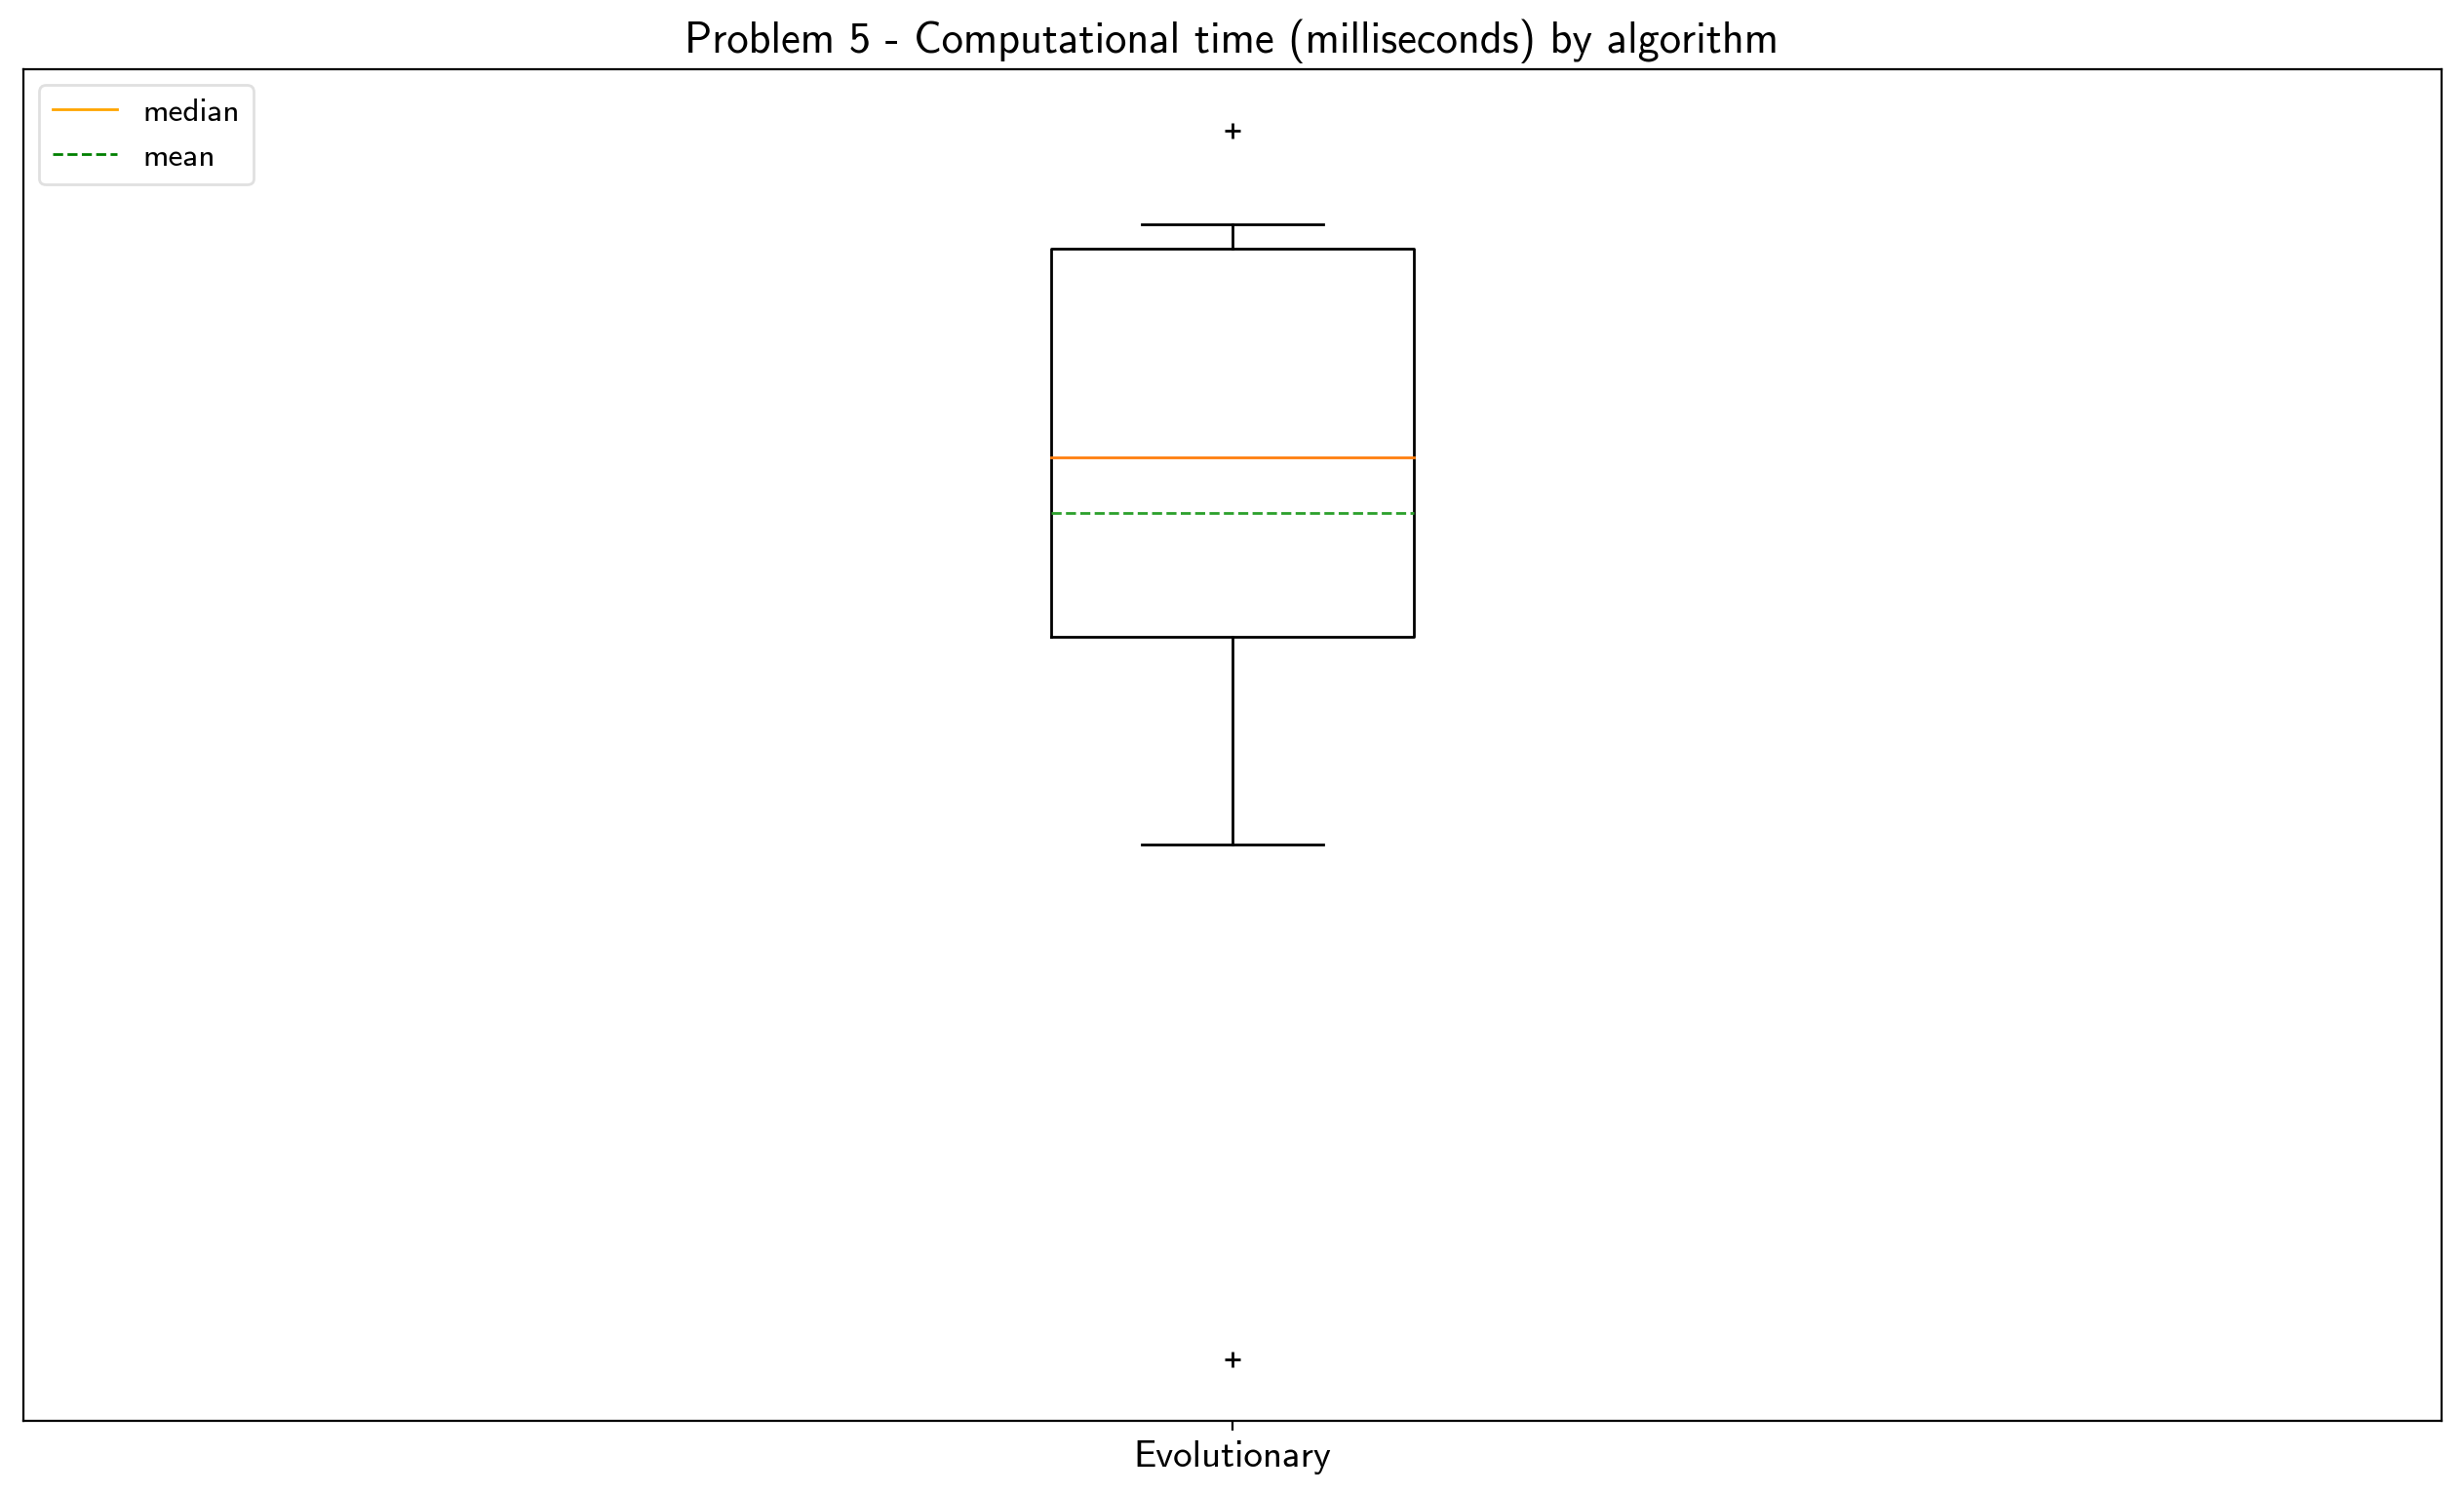 Problem 5 - Computational time (milliseconds) by algorithm
median
mean
Evolutionary